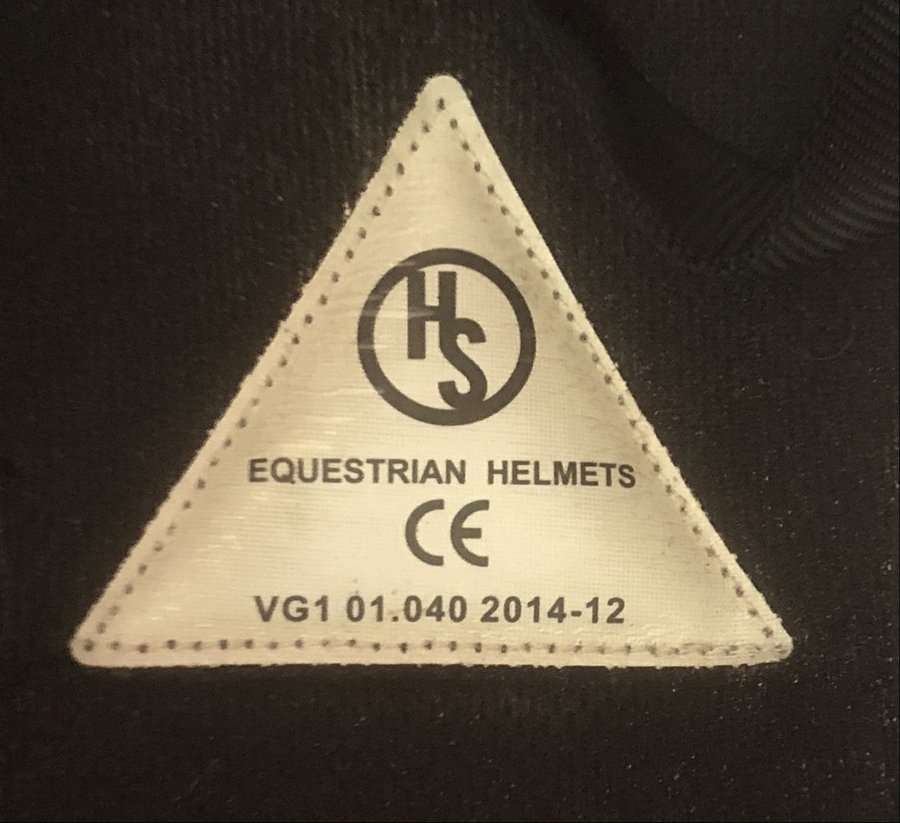 HS
EQUESTRIAN HELMETS
CE
VG1 01.040 2014-12